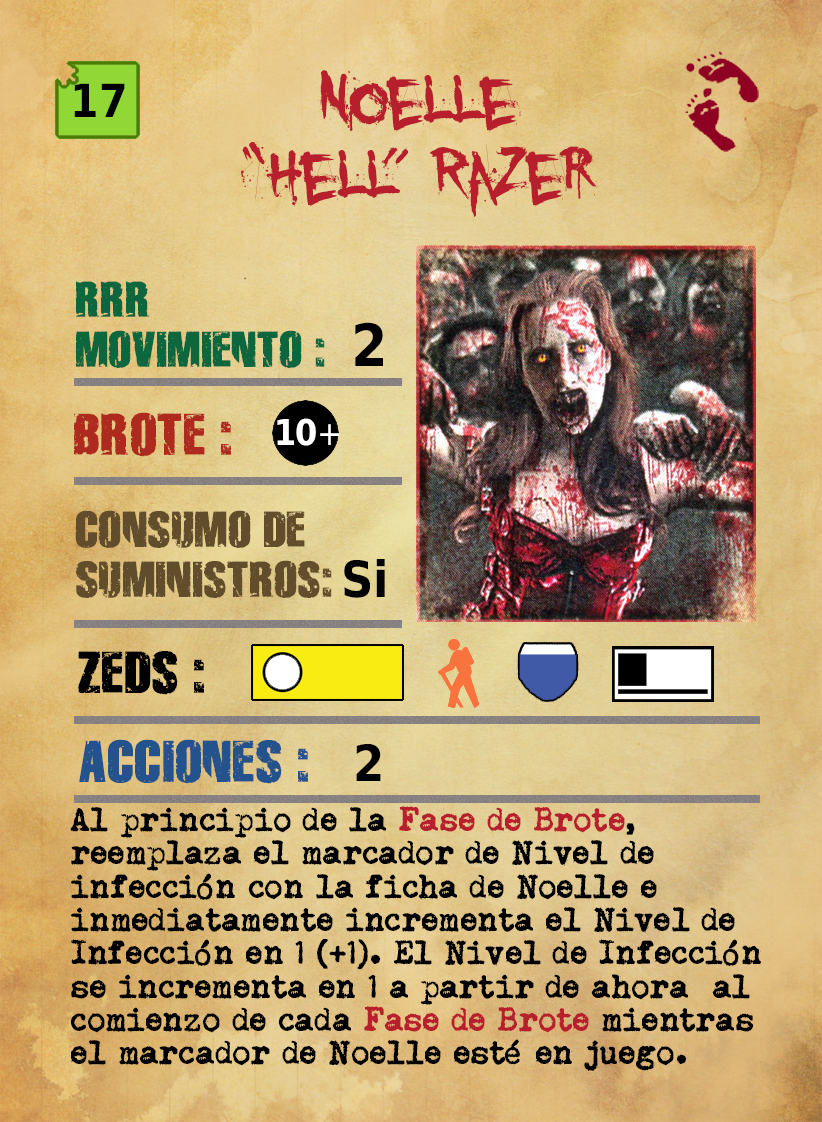 17
NOELLE
"HELL" RAZER
RRR
MOVIMIENTO : 2
BROTE : 10+
CONSUMO DE
SUMINISTROS: Si
ZEDS :
ACCIONES : 2
Al principio de la Fase de Brote,
reemplaza el marcador de Nivel de
infección con la ficha de Noelle e
inmediatamente incrementa el Nivel de
Infección en 1 (+1). El Nivel de Infección
se incrementa en 1 a partir de ahora al
comienzo de cada Fase de Brote mientras
el marcador de Noelle esté en juego.